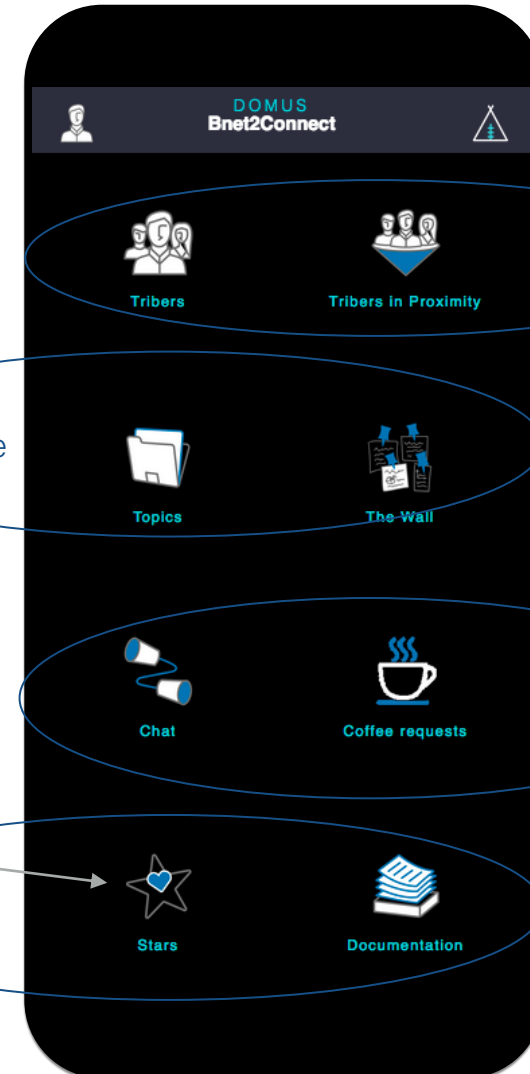 DOMUS
Bnet2Connect
Tribers Tribers in Proximity
e
Topics The Wall
Chat Coffee requests
Stars Documentation